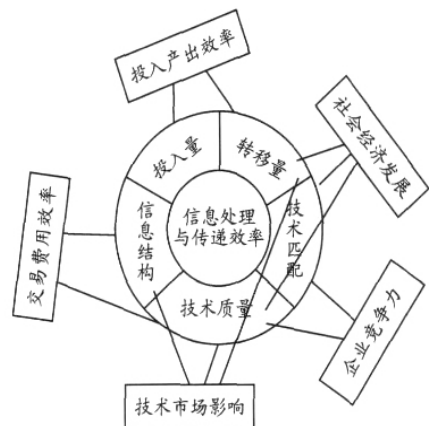 投入产出效率
社会经济发展
投入量
转移量
信息处理
与传递效率
信息结构
技术匹配
技术质量
交易费用效率
企业竞争力
技术市场影响